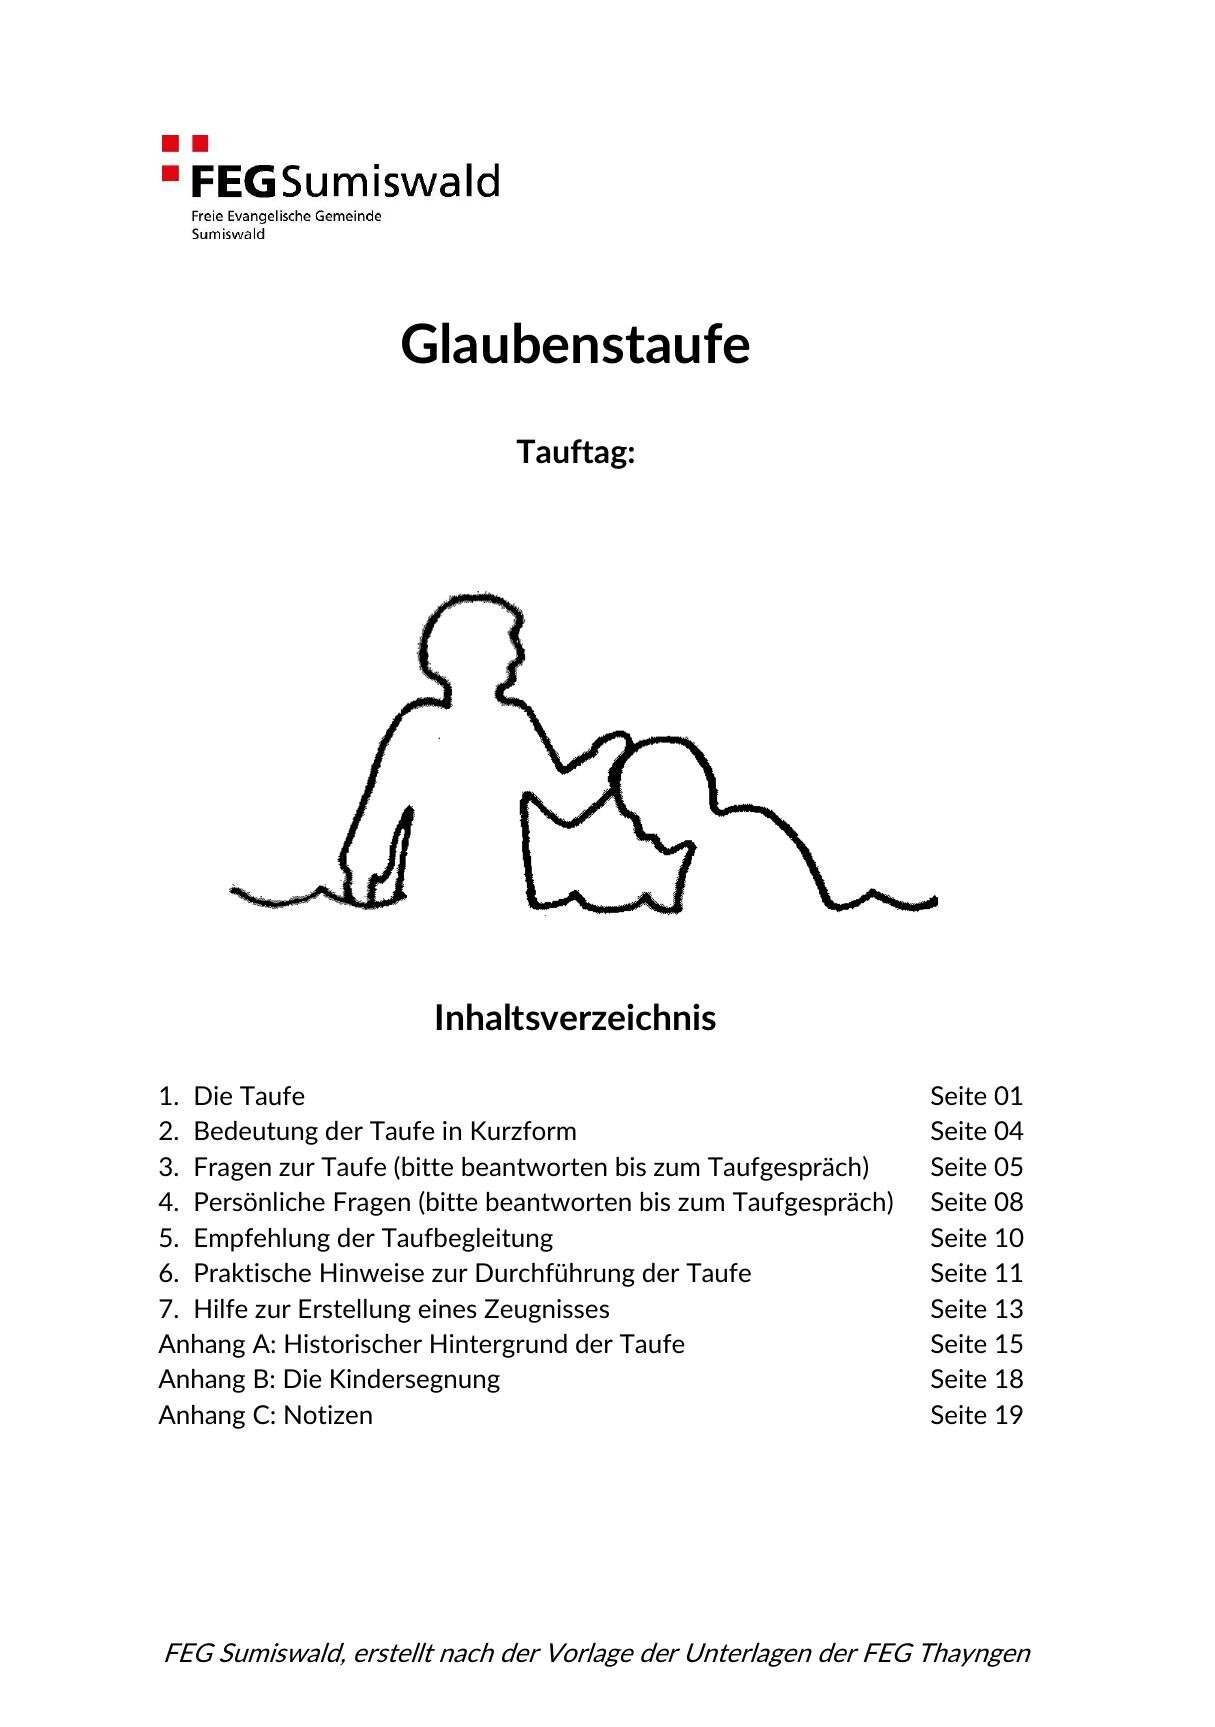 FEGSumiswald
Freie Evangelische Gemeinde
Sumiswald
Glaubenstaufe
Tauftag:
Inhaltsverzeichnis
1. Die Taufe Seite 01
2. Bedeutung der Taufe in Kurzform Seite 04
3. Fragen zur Taufe (bitte beantworten bis zum Taufgespräch) Seite 05
4. Persönliche Fragen (bitte beantworten bis zum Taufgespräch) Seite 08
5. Empfehlung der Taufbegleitung Seite 10
6. Praktische Hinweise zur Durchführung der Taufe Seite 11
7. Hilfe zur Erstellung eines Zeugnisses Seite 13
Anhang A: Historischer Hintergrund der Taufe Seite 15
Anhang B: Die Kindersegnung Seite 18
Anhang C: Notizen Seite 19
FEG Sumiswald, erstellt nach der Vorlage der Unterlagen der FEG Thayngen